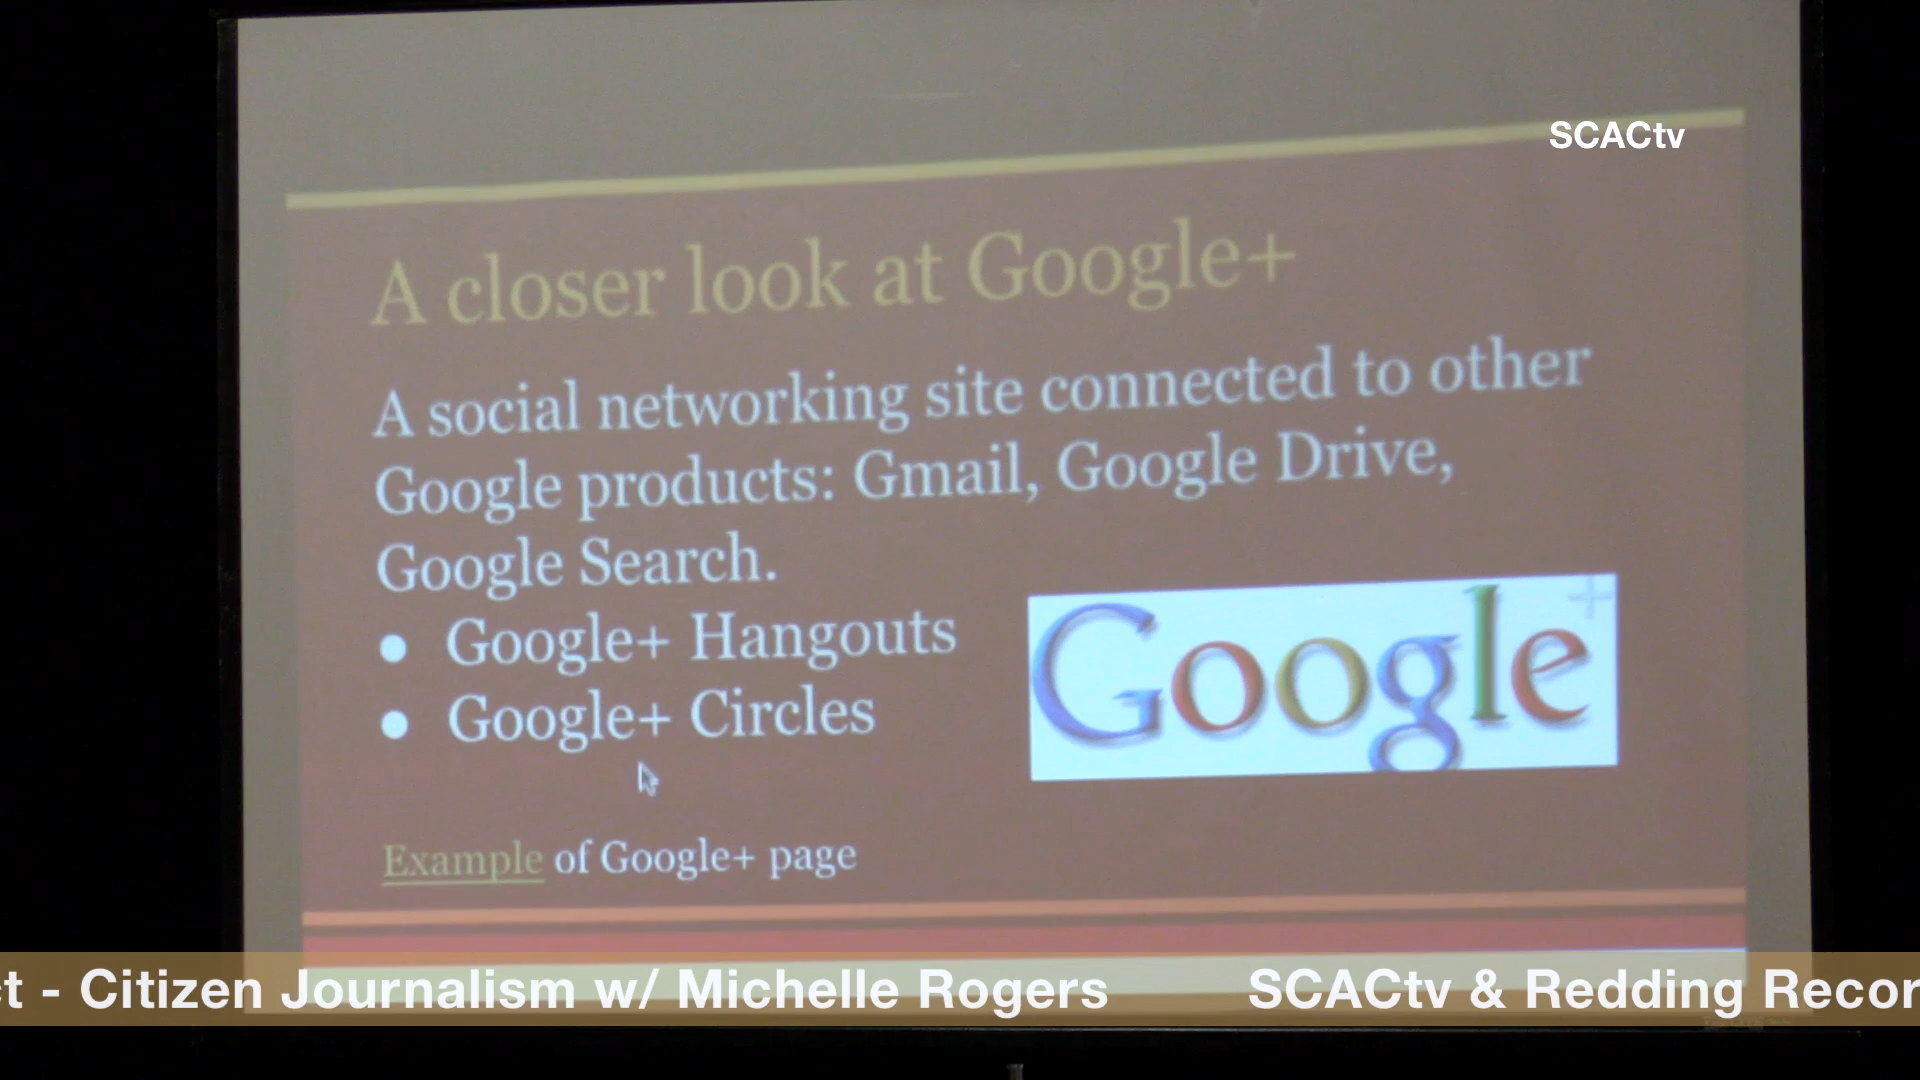 SCACtv
A closer look at Google+
A social networking site connected to other
Google products: Gmail, Google Drive,
Google Search.
● Google+ Hangouts
● Google+ Circles
Google+
Example of Google+ page
t - Citizen Journalism w/ Michelle Rogers SCACtv & Redding Recor